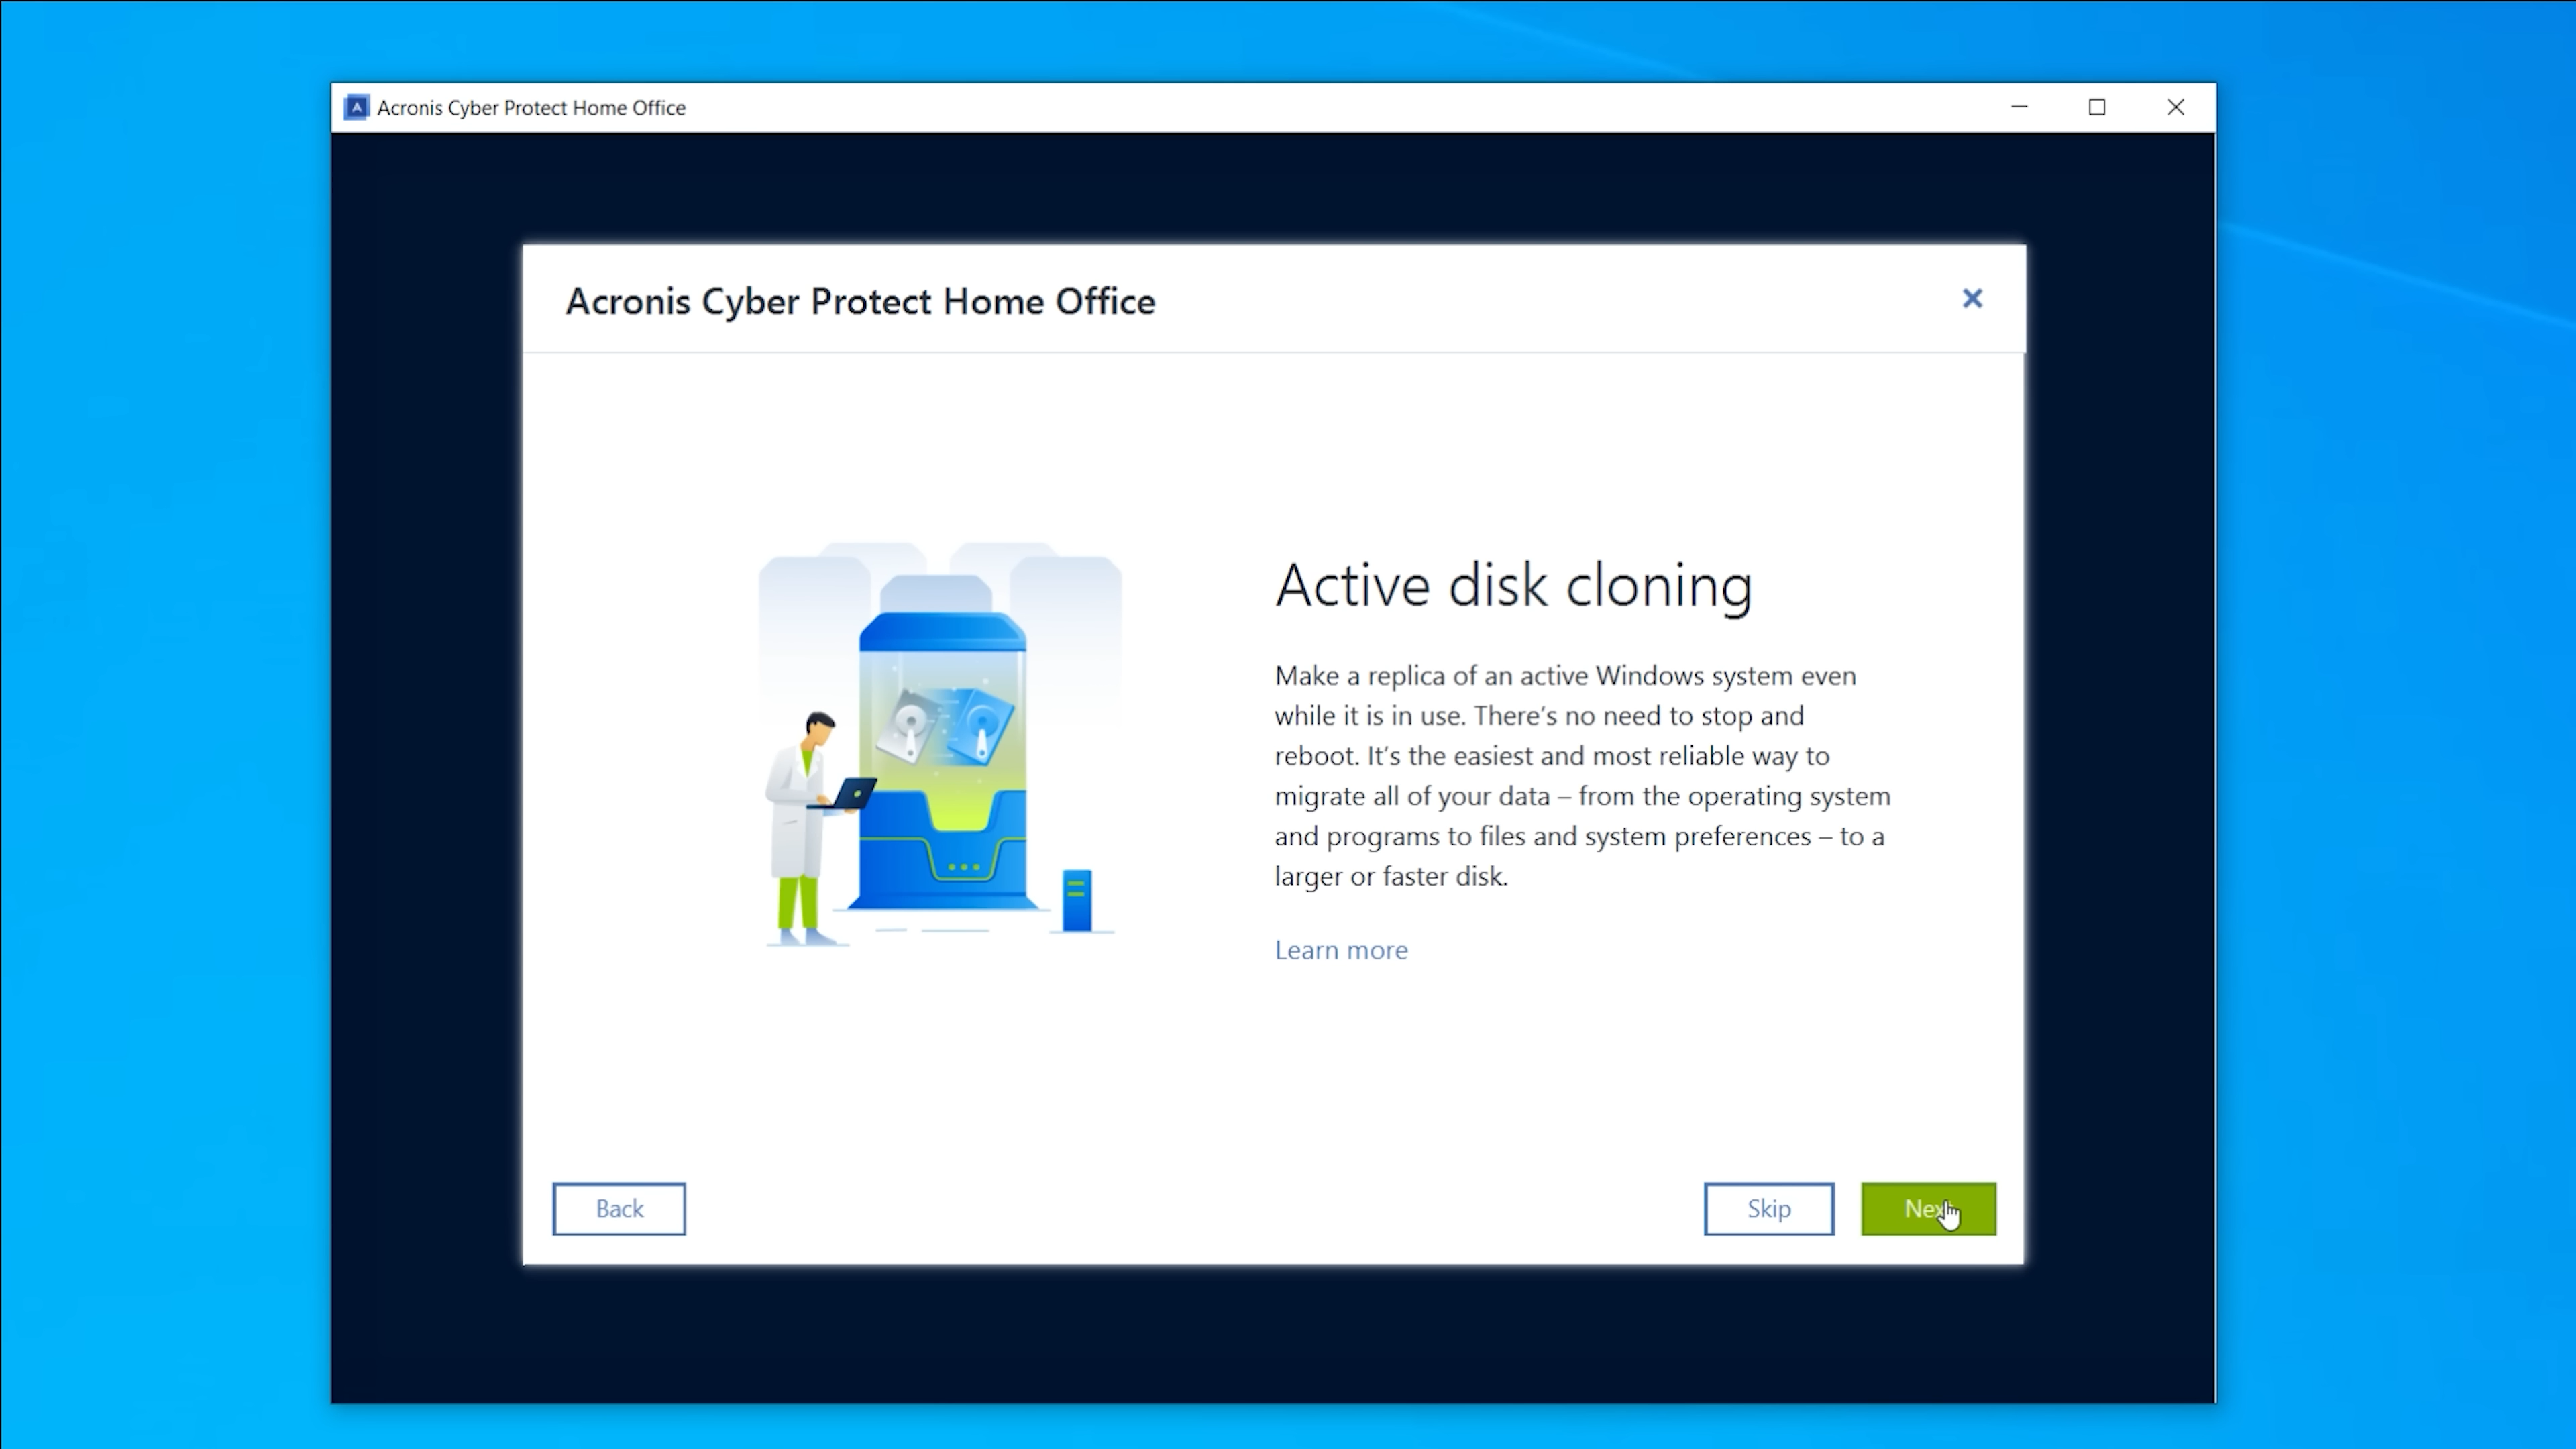 Acronis Cyber Protect Home Office
Acronis Cyber Protect Home Office
Active disk cloning
Make a replica of an active Windows system even
while it is in use. There's no need to stop and
reboot. It's the easiest and most reliable way to
migrate all of your data – from the operating system
and programs to files and system preferences – to a
larger or faster disk.
Learn more
Back
Skip
Next